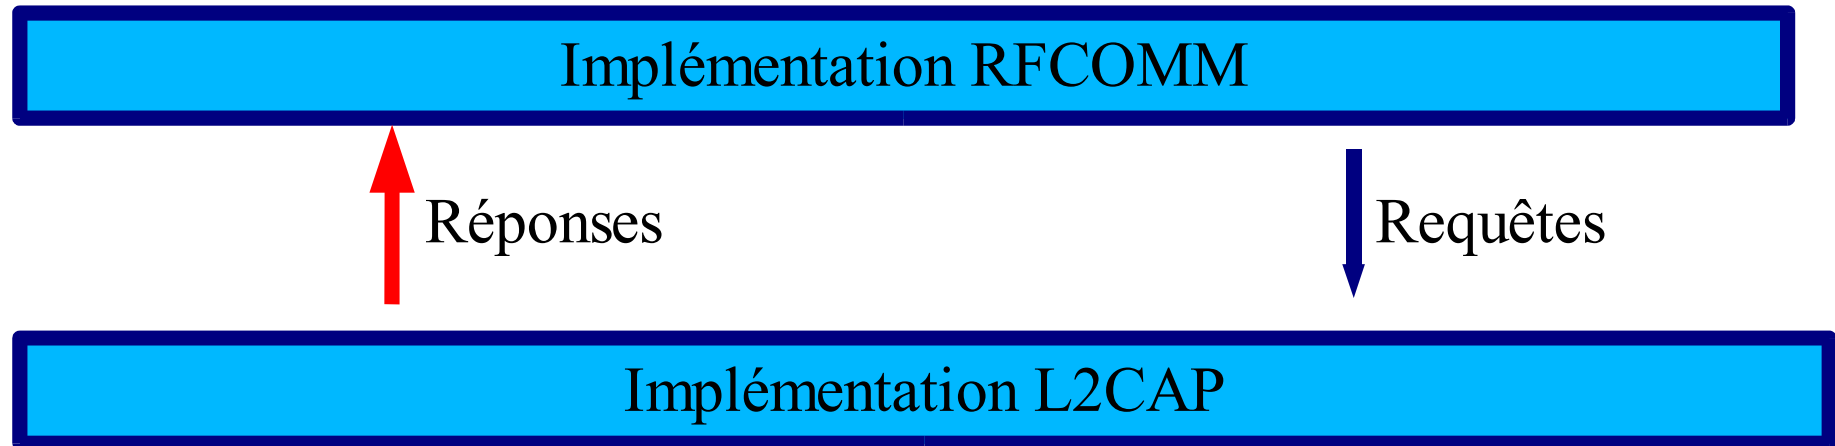 Implémentation RFCOMM
Réponses
Requêtes
Implémentation L2CAP